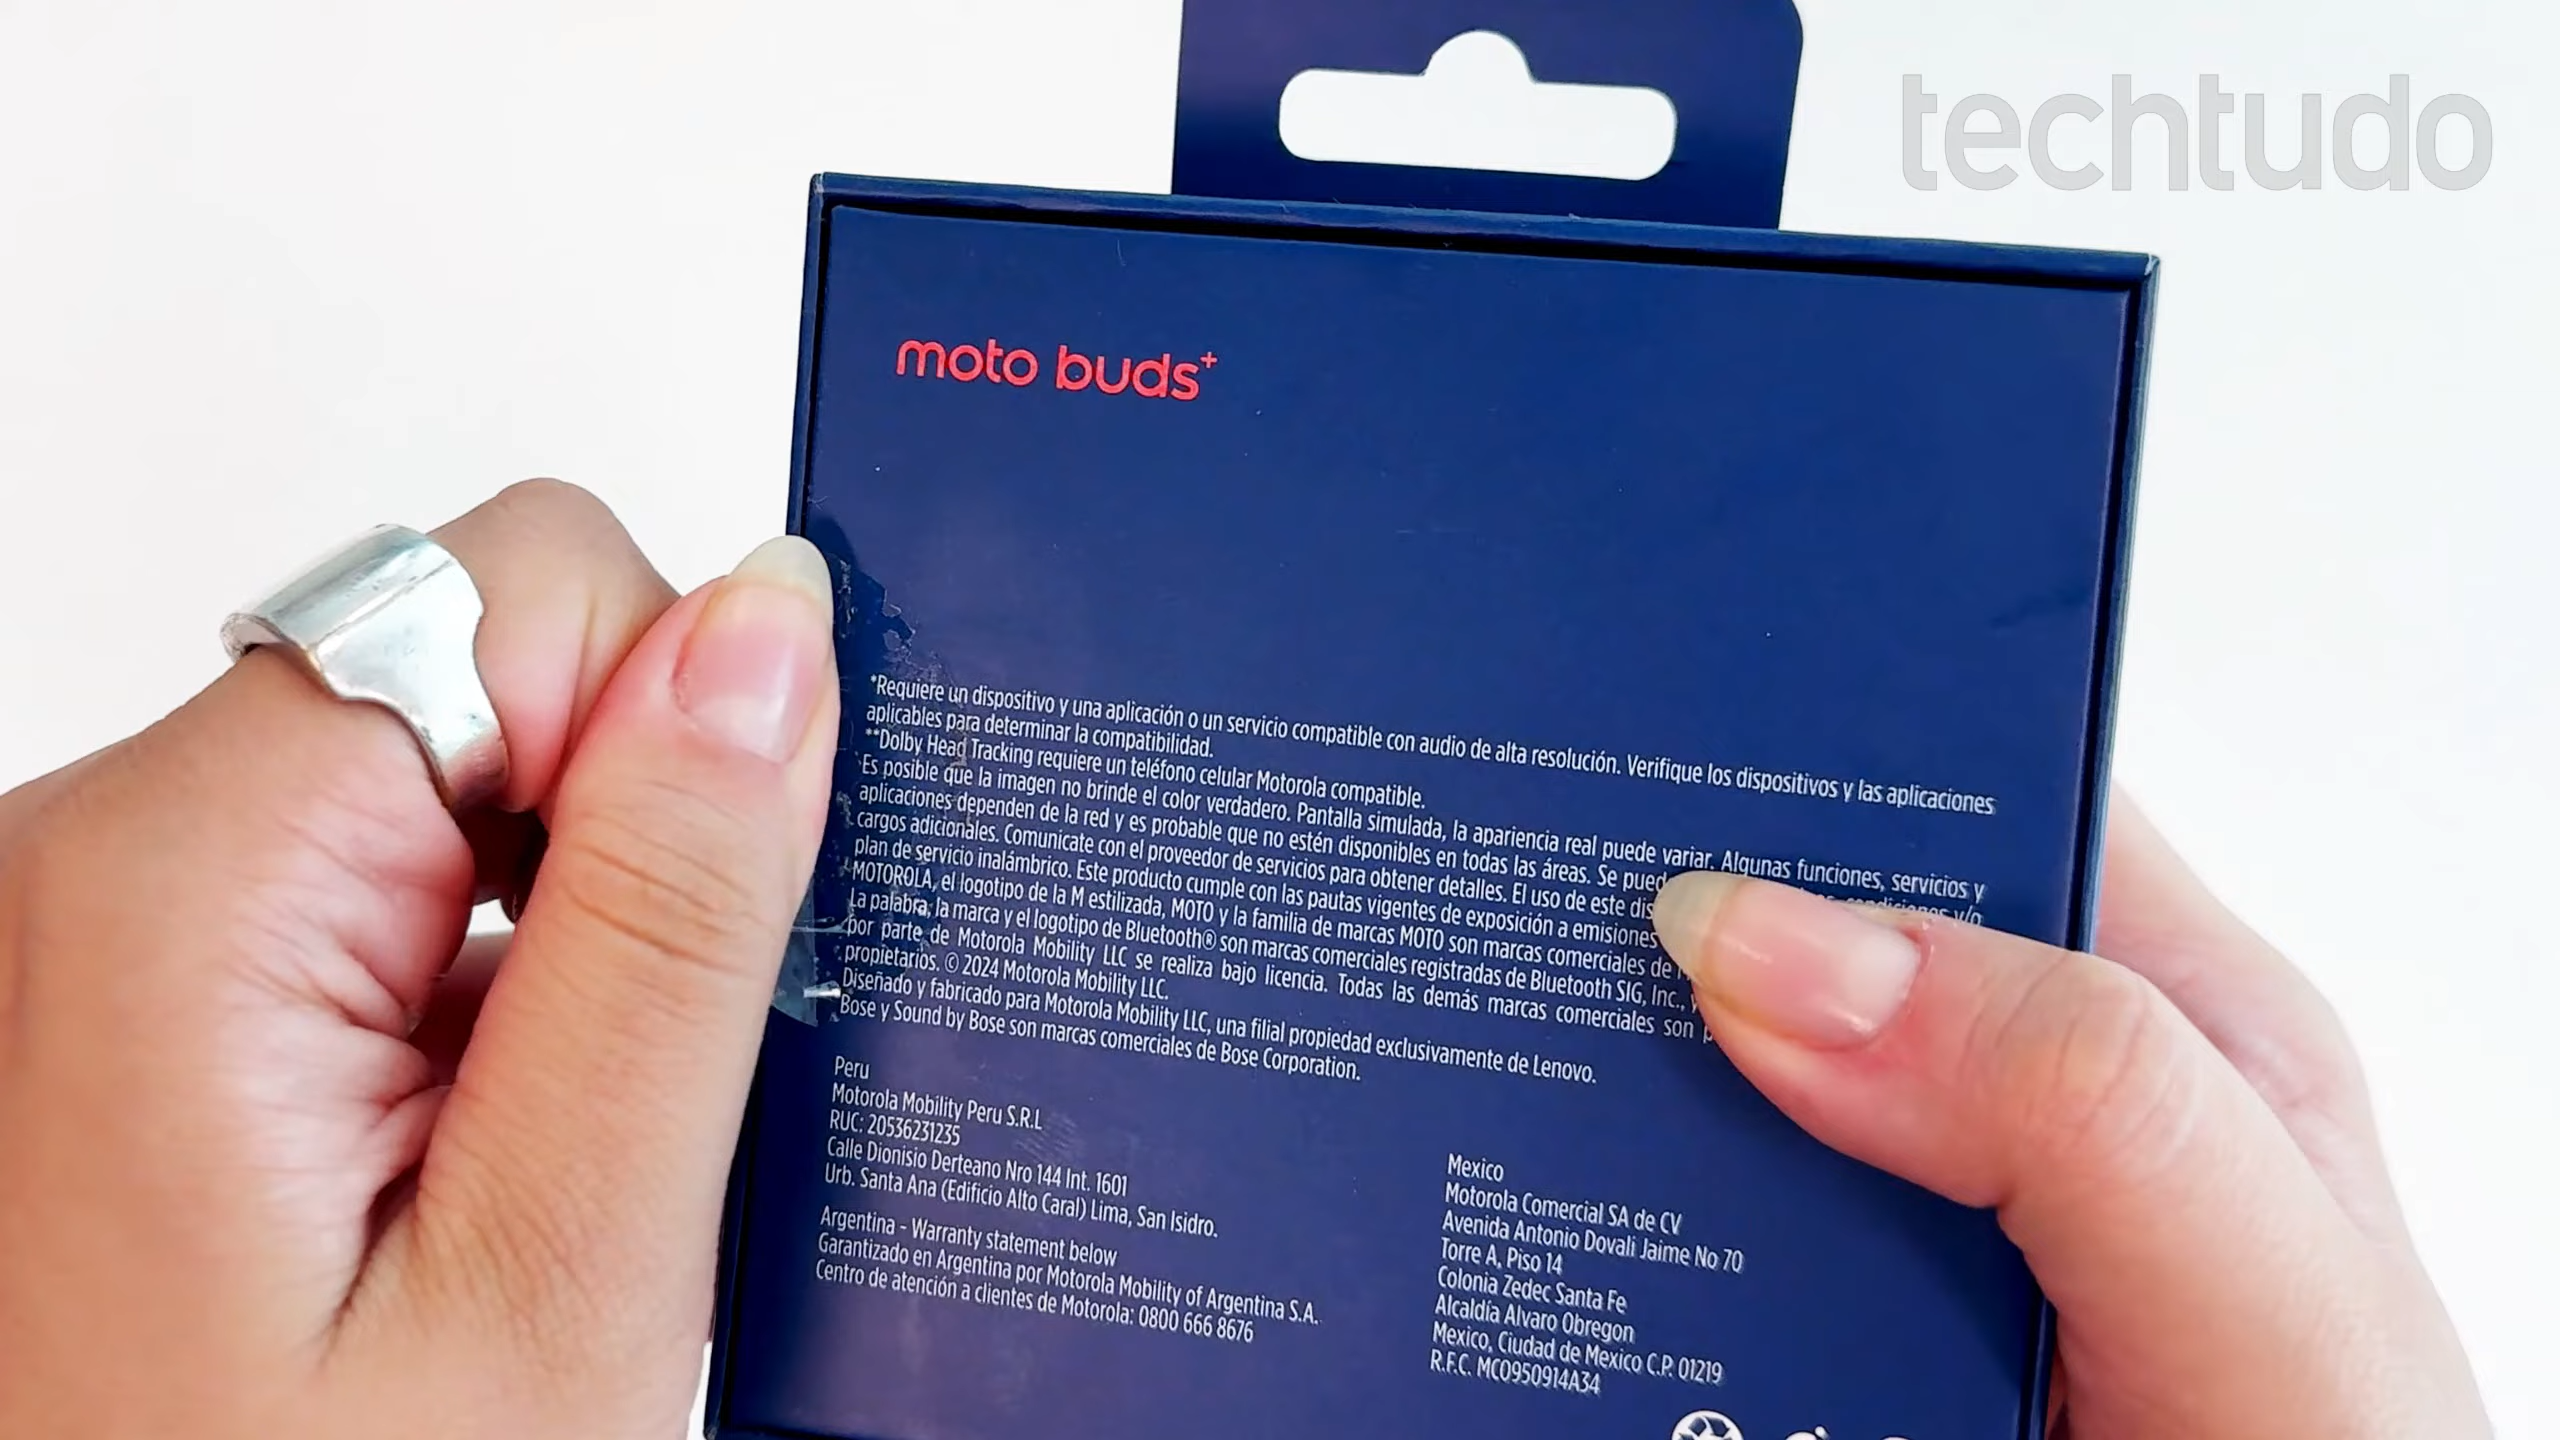 techtudo
moto buds+
*Requiere un dispositivo y una aplicación o un servicio compatible con audio de alta resolución. Verifique los dispositivos y las aplicaciones
aplicables para determinar la compatibilidad.
**Dolby Head Tracking requiere un teléfono celular Motorola compatible.
Es posible que la imagen no brinde el color verdadero. Pantalla simulada, la apariencia real puede variar. Algunas funciones, servicios y
aplicaciones dependen de la red y es probable que no estén disponibles en todas las áreas. Se condiciones y/o
cargos adicionales. Comunicate con el proveedor de servicios para obtener detalles. El uso de este
plan de servicio inalámbrico. Este producto cumple con las pautas vigentes de exposición a emisiones
MOTOROLA, el logotipo de la M estilizada, MOTO y la familia de marcas MOTO son marcas comerciales de
La palabra, la marca y el logotipo de Bluetooth® son marcas comerciales registradas de Bluetooth SIG, Inc.,
por parte de Motorola Mobility LLC se realiza bajo licencia. Todas las demás marcas comerciales son
propietarios. © 2024 Motorola Mobility LLC.
Diseñado y fabricado para Motorola Mobility LLC, una filial propiedad exclusivamente de Lenovo.
Bose y Sound by Bose son marcas comerciales de Bose Corporation.
Peru
Motorola Mobility Peru S.R.L
RUC: 20536231235
Calle Dionisio Derteano Nro 144 Int. 1601
Urb. Santa Ana (Edificio Alto Caral) Lima, San Isidro.
Argentina - Warranty statement below
Garantizado en Argentina por Motorola Mobility of Argentina S.A.
Centro de atención a clientes de Motorola: 0800 666 8676
Mexico
Motorola Comercial SA de CV
Avenida Antonio Dovali Jaime No 70
Torre A, Piso 14
Colonia Zedec Santa Fe
Alcaldía Alvaro Obregon
Mexico, Ciudad de Mexico C.P. 01219
R.F.C. MCO950914A34